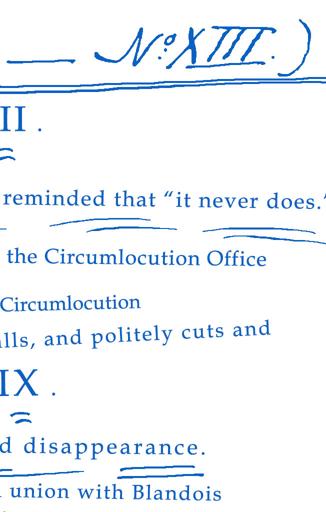 — No XIII.)
II.
reminded that “it never does.”
the Circumlocution Office
Circumlocution
lls, and politely cuts and
IX.
d disappearance.
union with Blandois